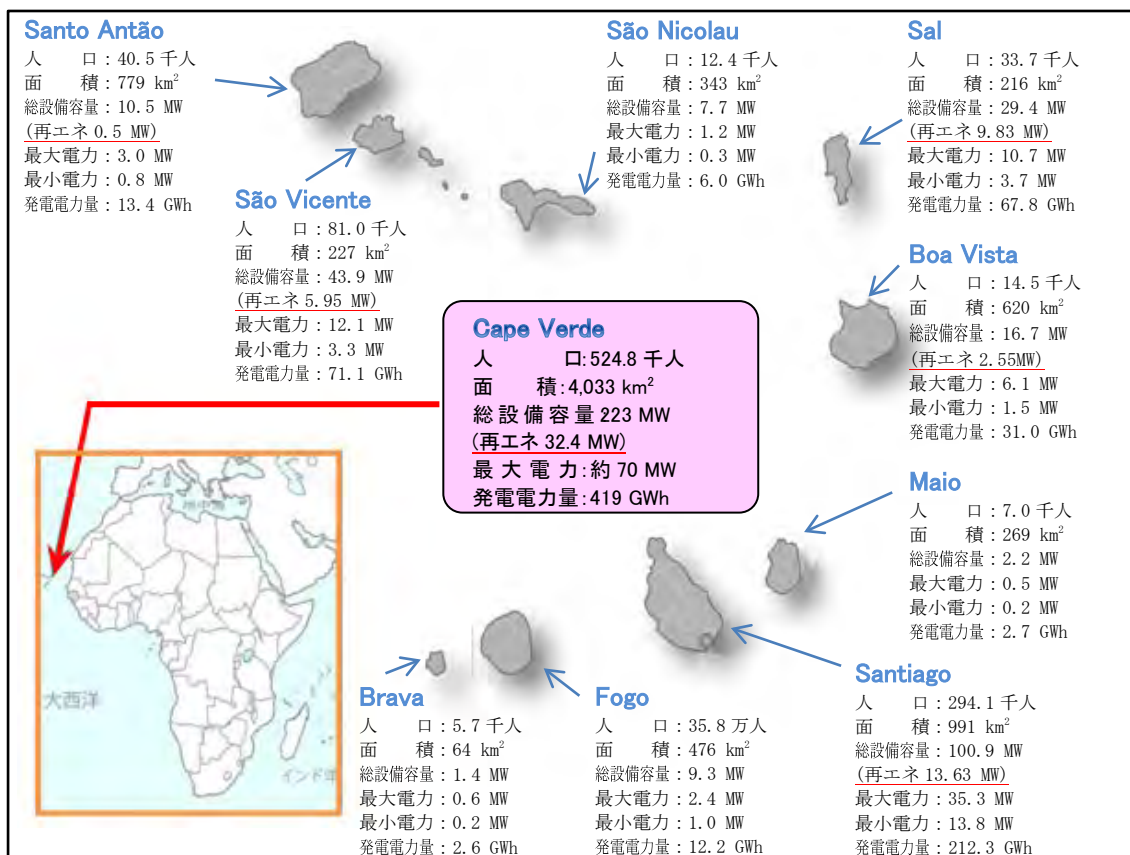 Santo Antão
人　　口：40.5 千人
面　　積：779 km²
総設備容量：10.5 MW
(再エネ 0.5 MW)
最大電力：3.0 MW
最小電力：0.8 MW
発電電力量：13.4 GWh
São Vicente
人　　口：81.0 千人
面　　積：227 km²
総設備容量：43.9 MW
(再エネ 5.95 MW)
最大電力：12.1 MW
最小電力：3.3 MW
発電電力量：71.1 GWh
São Nicolau
人　　口：12.4 千人
面　　積：343 km²
総設備容量：7.7 MW
最大電力：1.2 MW
最小電力：0.3 MW
発電電力量：6.0 GWh
Sal
人　　口：33.7 千人
面　　積：216 km²
総設備容量：29.4 MW
(再エネ 9.83 MW)
最大電力：10.7 MW
最小電力：3.7 MW
発電電力量：67.8 GWh
Boa Vista
人　　口：14.5 千人
面　　積：620 km²
総設備容量：16.7 MW
(再エネ 2.55MW)
最大電力：6.1 MW
最小電力：1.5 MW
発電電力量：31.0 GWh
Cape Verde
人　　口：524.8 千人
面　　積：4,033 km²
総設備容量 223 MW
(再エネ 32.4 MW)
最大電力：約 70 MW
発電電力量：419 GWh
Maio
人　　口：7.0 千人
面　　積：269 km²
総設備容量：2.2 MW
最大電力：0.5 MW
最小電力：0.2 MW
発電電力量：2.7 GWh
Santiago
人　　口：294.1 千人
面　　積：991 km²
総設備容量：100.9 MW
(再エネ 13.63 MW)
最大電力：35.3 MW
最小電力：13.8 MW
発電電力量：212.3 GWh
Brava
人　　口：5.7 千人
面　　積：64 km²
総設備容量：1.4 MW
最大電力：0.6 MW
最小電力：0.2 MW
発電電力量：2.6 GWh
Fogo
人　　口：35.8 万人
面　　積：476 km²
総設備容量：9.3 MW
最大電力：2.4 MW
最小電力：1.0 MW
発電電力量：12.2 GWh
地中海
大西洋
インド洋